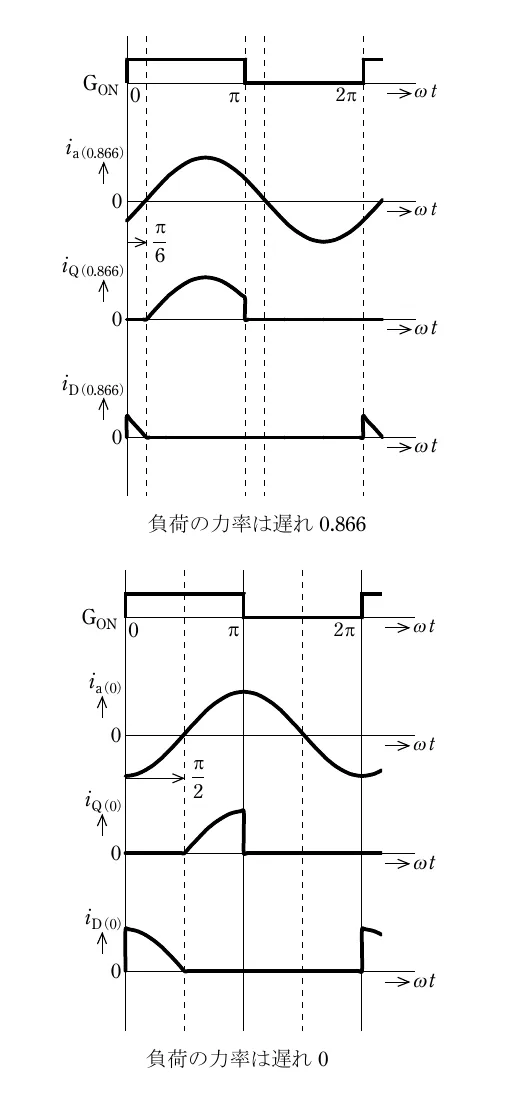 G_ON
0 π 2π → ωt
i_a(0.866)
0 → ωt
π/6
i_Q(0.866)
0 → ωt
i_D(0.866)
0 → ωt
負荷の力率は遅れ 0.866
G_ON
0 π 2π → ωt
i_a(0)
0 → ωt
π/2
i_Q(0)
0 → ωt
i_D(0)
0 → ωt
負荷の力率は遅れ 0